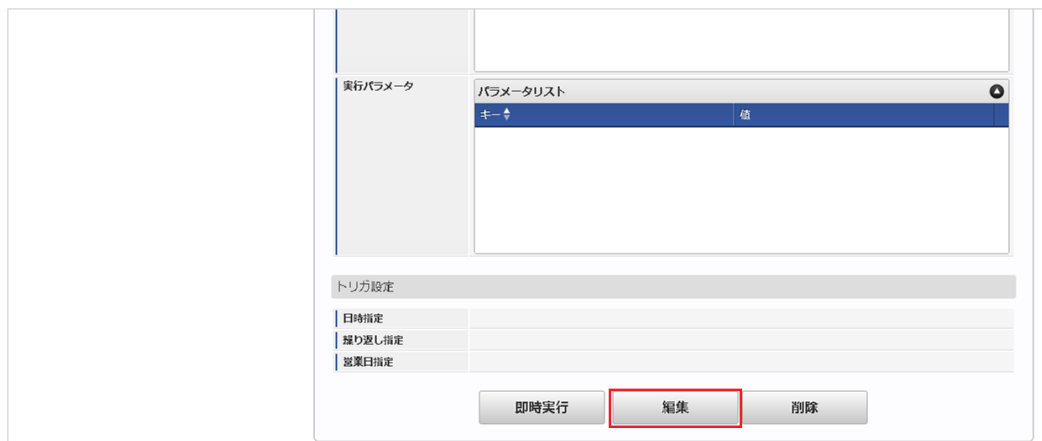 実行パラメータ
パラメータリスト
キー 値
トリガ設定
日時指定
繰り返し指定
営業日指定
即時実行 編集 削除